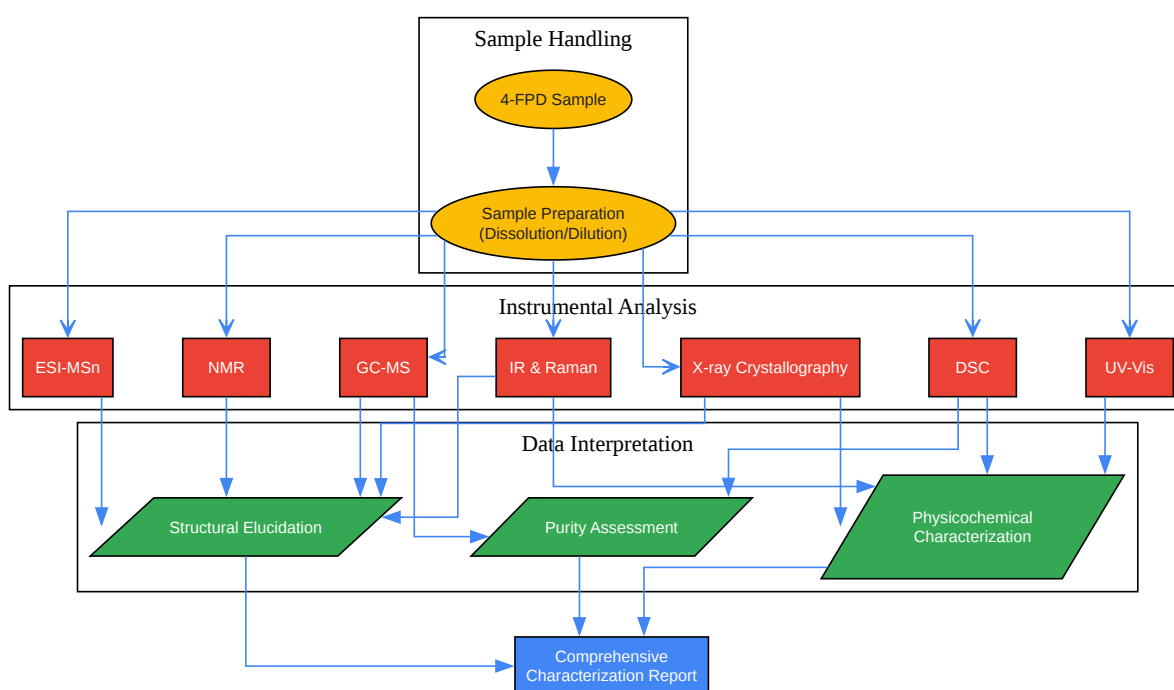 Sample Handling
4-FPD Sample
Sample Preparation
(Dissolution/Dilution)
Instrumental Analysis
ESI-MSn
NMR
GC-MS
IR & Raman
X-ray Crystallography
DSC
UV-Vis
Data Interpretation
Structural Elucidation
Purity Assessment
Physicochemical
Characterization
Comprehensive
Characterization Report